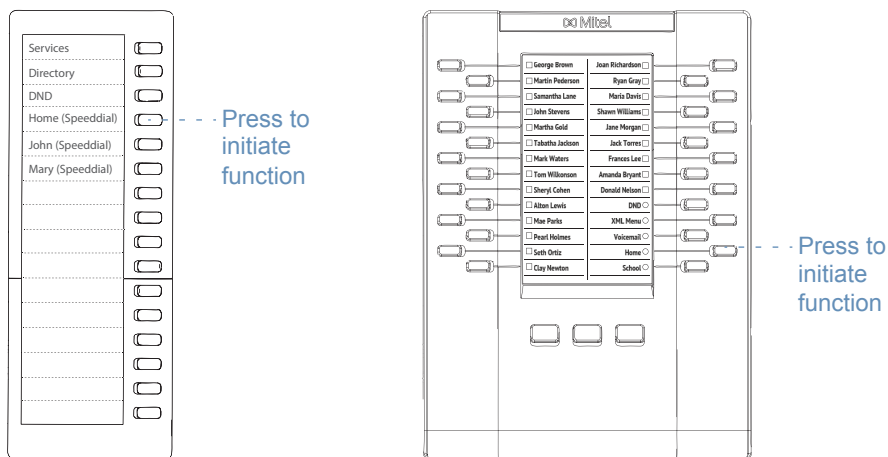 Services
Directory
DND
Home (Speeddial)
John (Speeddial)
Mary (Speeddial)
Press to
initiate
function
Mitel
George Brown
Martin Pederson
Samantha Lane
John Stevens
Martha Gold
Tabatha Jackson
Mark Waters
Tom Wilkonson
Sheryl Cohen
Alton Lewis
Mae Parks
Pearl Holmes
Seth Ortiz
Clay Newton
Joan Richardson
Ryan Gray
Maria Davis
Shawn Williams
Jane Morgan
Jack Torres
Frances Lee
Amanda Bryant
Donald Nelson
DND
XML Menu
Voicemail
Home
School
Press to
initiate
function